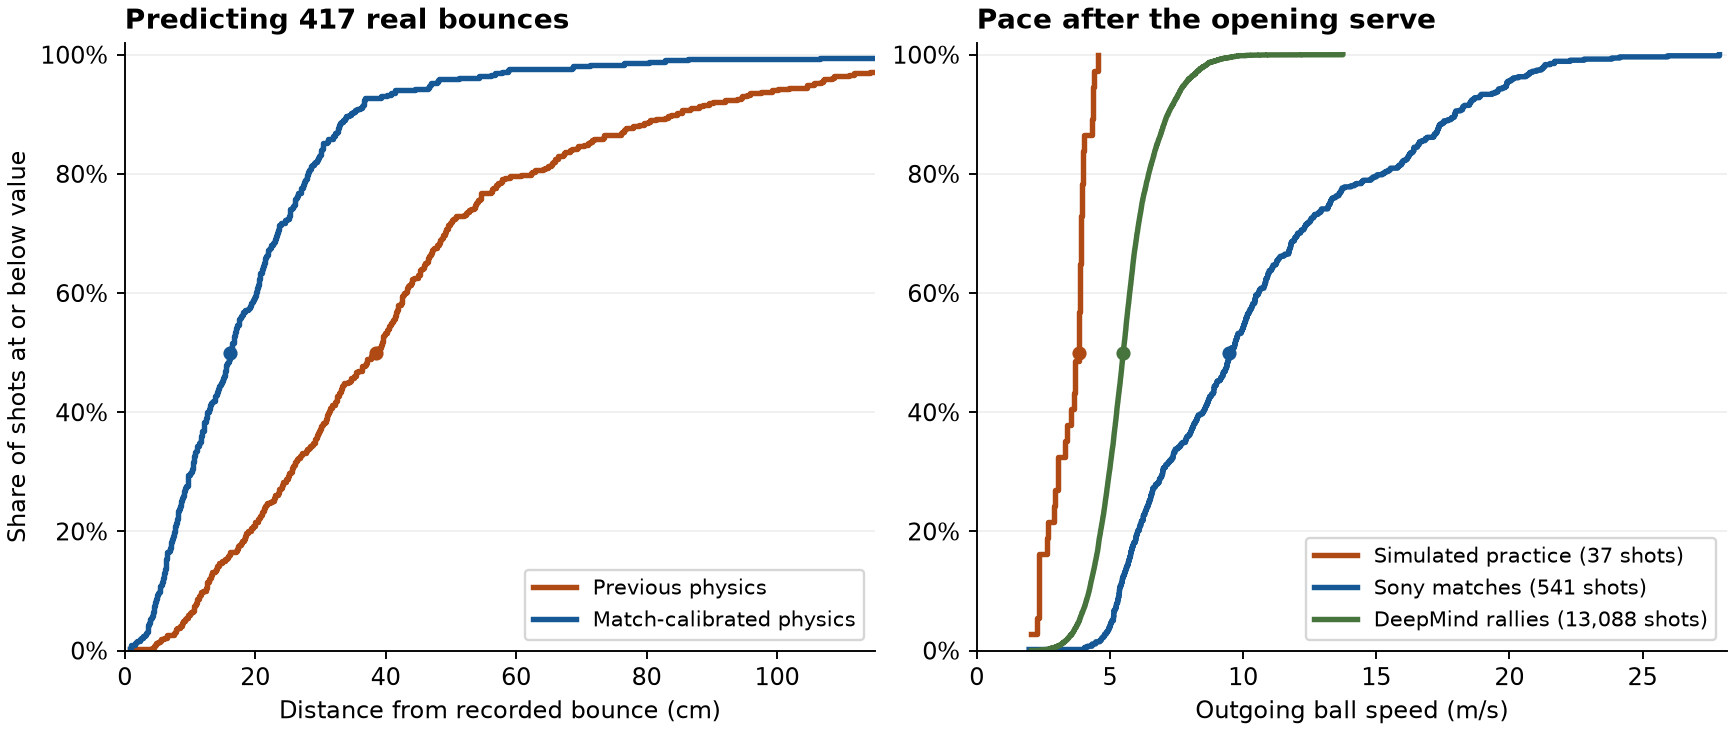 Predicting 417 real bounces
Share of shots at or below value
100%
80%
60%
40%
20%
0%
0
20
40
60
80
100
Distance from recorded bounce (cm)
Previous physics
Match-calibrated physics
Pace after the opening serve
100%
80%
60%
40%
20%
0%
0
5
10
15
20
25
Outgoing ball speed (m/s)
Simulated practice (37 shots)
Sony matches (541 shots)
DeepMind rallies (13,088 shots)